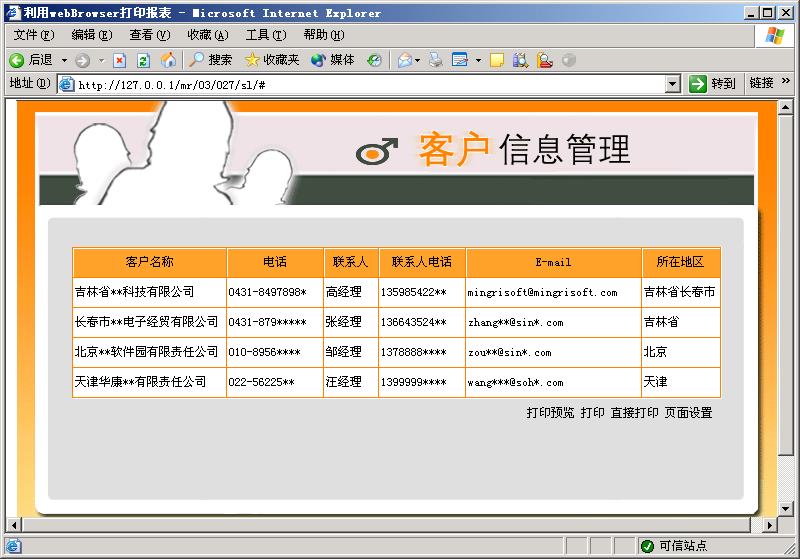 利用webBrowser打印报表 - Microsoft Internet Explorer
文件(F) 编辑(E) 查看(V) 收藏(A) 工具(T) 帮助(H)
后退 搜索 收藏夹 媒体
地址(D) http://127.0.0.1/mr/03/027/sl/# 转到 链接 »
客户信息管理
客户名称 电话 联系人 联系人电话 E-mail 所在地区
吉林省**科技有限公司 0431-8497898* 高经理 135985422** mingrisoft@mingrisoft.com 吉林省长春市
长春市**电子经贸有限公司 0431-879***** 张经理 136643524** zhang**@sin*.com 吉林省
北京**软件园有限责任公司 010-8956**** 邹经理 1378888**** zou**@sin*.com 北京
天津华康**有限责任公司 022-56225** 汪经理 1399999**** wang***@soh*.com 天津
打印预览 打印 直接打印 页面设置
可信站点